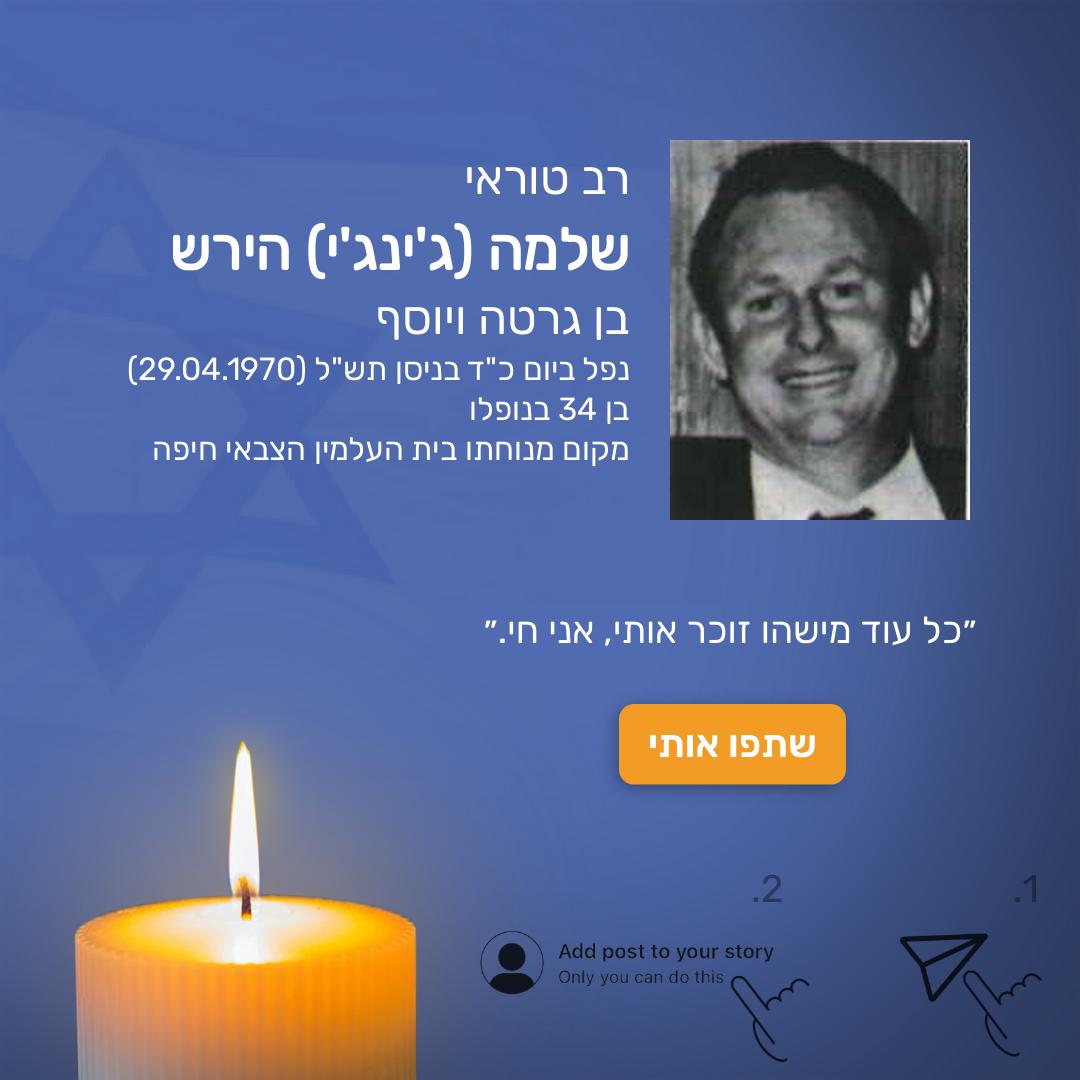 רב טוראי
שלמה (ג'ינג'י) הירש
בן גרטה ויוסף
נפל ביום כ"ד בניסן תש"ל (29.04.1970)
בן 34 בנופלו
מקום מנוחתו בית העלמין הצבאי חיפה
״כל עוד מישהו זוכר אותי, אני חי.״
שתפו אותי
1.
2.
Add post to your story
Only you can do this